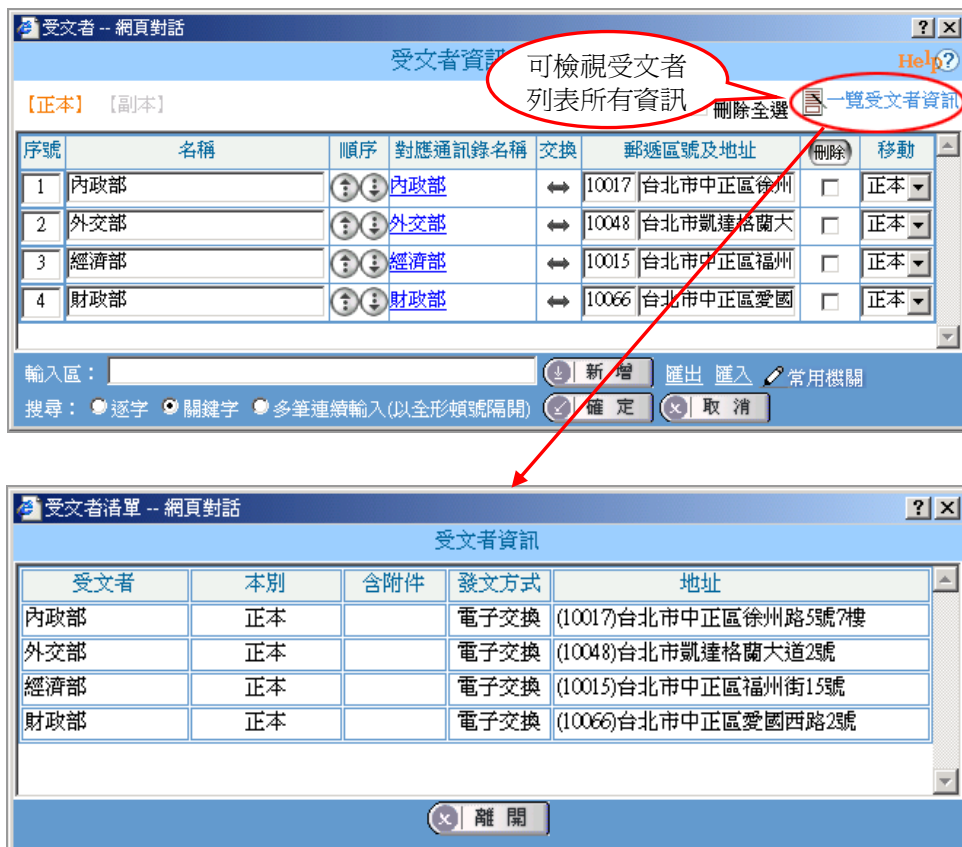 受文者 -- 網頁對話
受文者資訊
Help?
可檢視受文者
列表所有資訊
【正本】 【副本】 刪除全選 一覽受文者資訊
序號 名稱 順序 對應通訊錄名稱 交換 郵遞區號及地址 刪除 移動
1 內政部 內政部 10017 台北市中正區徐州 正本
2 外交部 外交部 10048 台北市凱達格蘭大 正本
3 經濟部 經濟部 10015 台北市中正區福州 正本
4 財政部 財政部 10066 台北市中正區愛國 正本
輸入區： 新增 匯出 匯入 常用機關
搜尋： 逐字 關鍵字 多筆連續輸入(以全形頓號隔開) 確定 取消
受文者清單 -- 網頁對話
受文者資訊
受文者 本別 含附件 發文方式 地址
內政部 正本 電子交換 (10017)台北市中正區徐州路5號7樓
外交部 正本 電子交換 (10048)台北市凱達格蘭大道2號
經濟部 正本 電子交換 (10015)台北市中正區福州街15號
財政部 正本 電子交換 (10066)台北市中正區愛國西路2號
離開